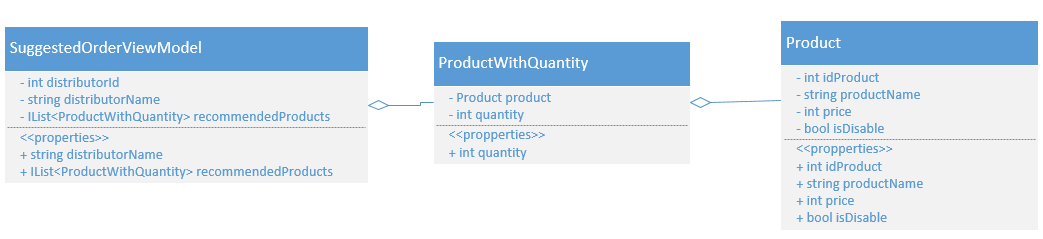 SuggestedOrderViewModel
- int distributorId
- string distributorName
- IList<ProductWithQuantity> recommendedProducts
<<properties>>
+ string distributorName
+ IList<ProductWithQuantity> recommendedProducts
ProductWithQuantity
- Product product
- int quantity
<<propperties>>
+ int quantity
Product
- int idProduct
- string productName
- int price
- bool isDisable
<<propperties>>
+ int idProduct
+ string productName
+ int price
+ bool isDisable